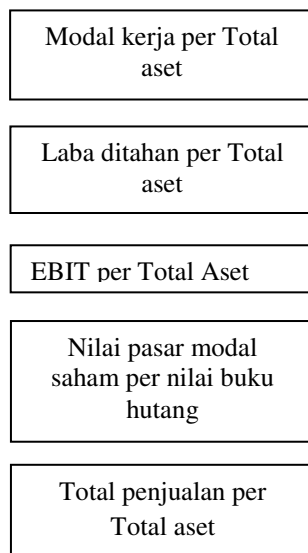 Modal kerja per Total
aset
Laba ditahan per Total
aset
EBIT per Total Aset
Nilai pasar modal
saham per nilai buku
hutang
Total penjualan per
Total aset